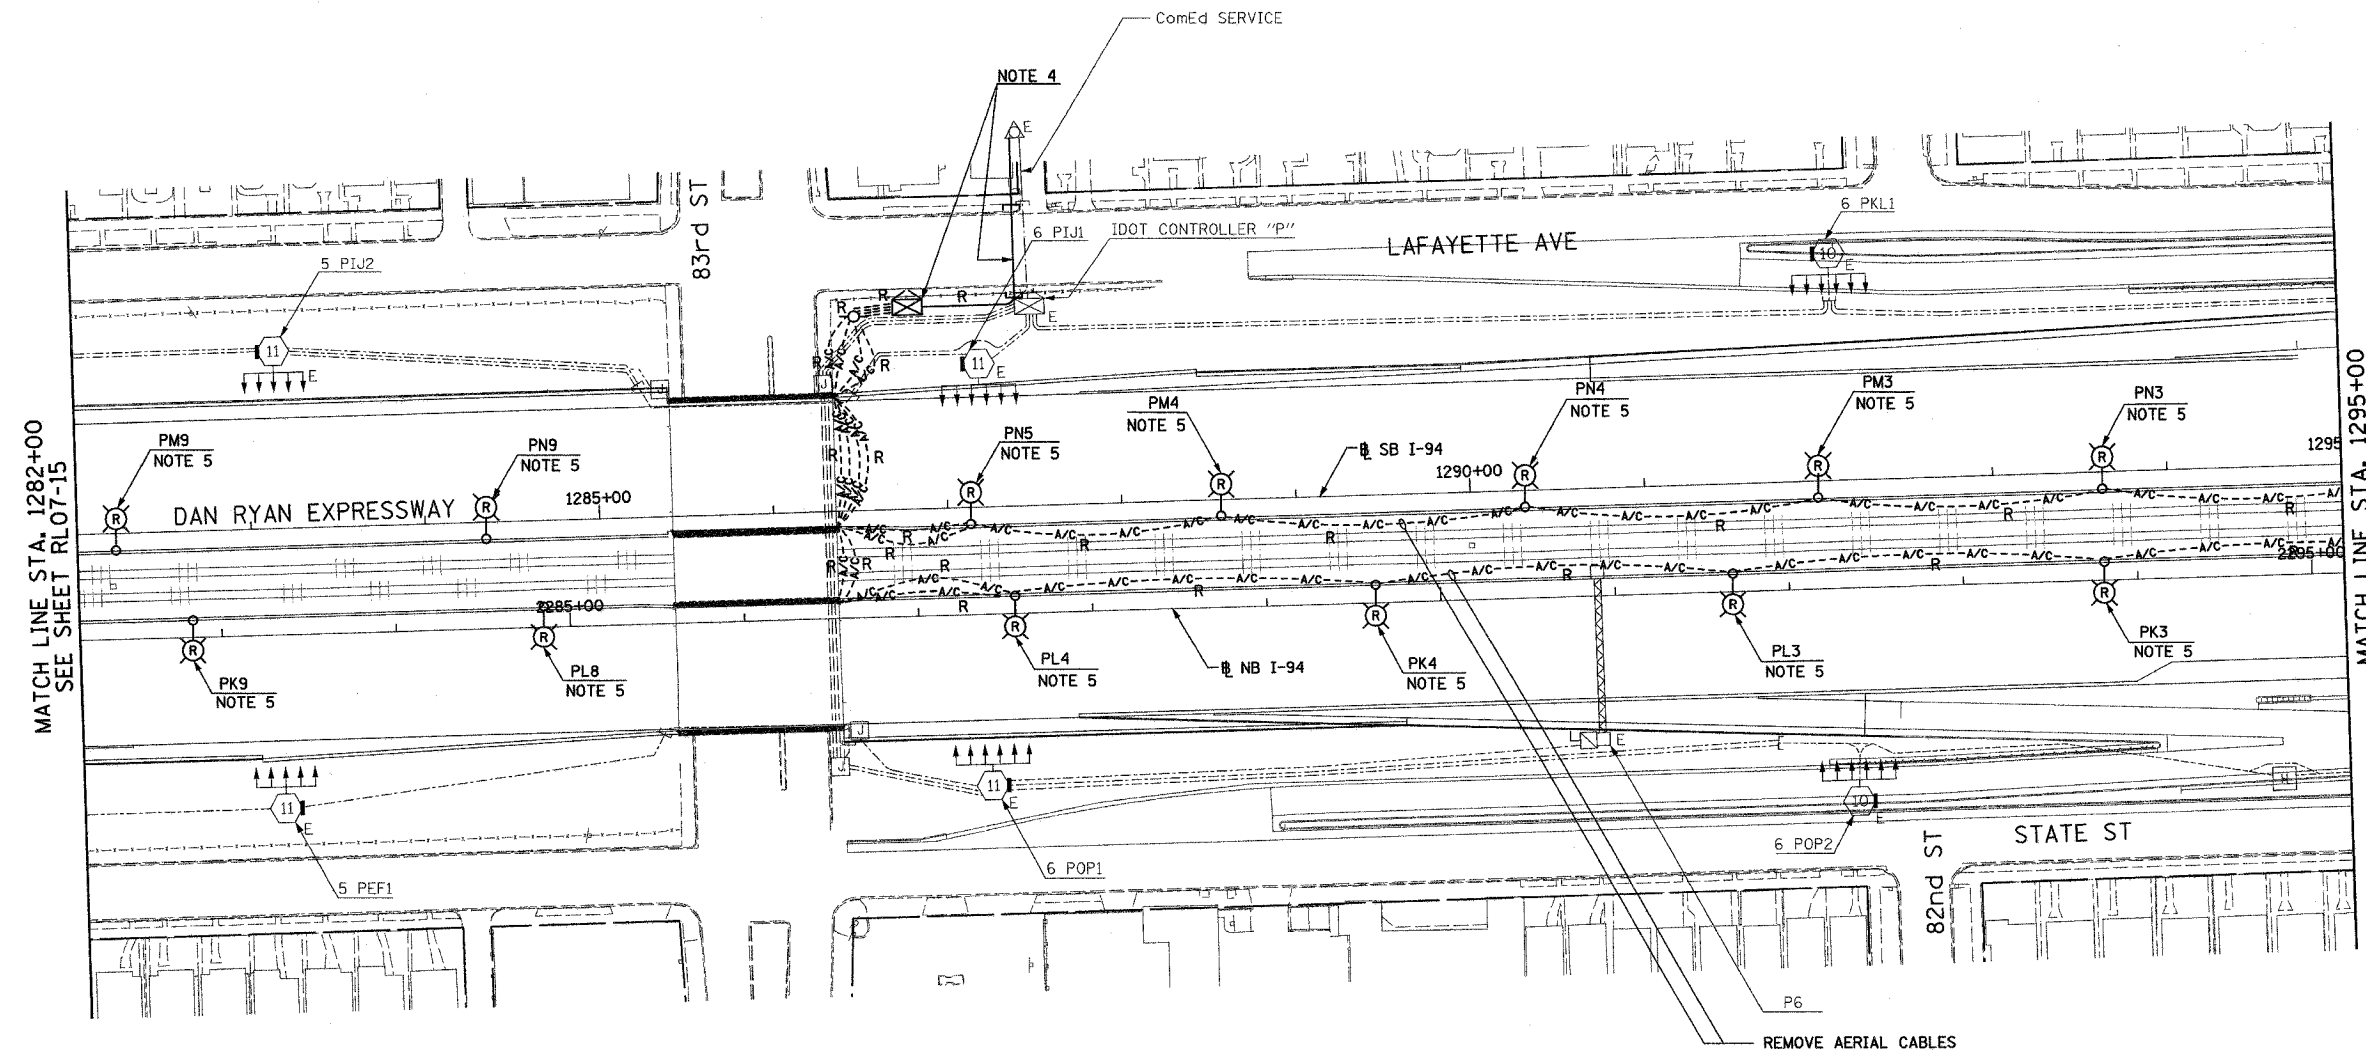 ComEd SERVICE
NOTE 4
E
6 PKL1
6 PIJ1
IDOT CONTROLLER "P"
LAFAYETTE AVE
83rd ST
5 PIJ2
10
E
R
R
R
E
11
E
11
E
R
R
J
J
A/C
PM9
NOTE 5
PN9
NOTE 5
PN5
NOTE 5
PM4
NOTE 5
PN4
NOTE 5
PM3
NOTE 5
PN3
NOTE 5
SB I-94
1290+00
1295
1285+00
DAN RYAN EXPRESSWAY
MATCH LINE STA. 1282+00
SEE SHEET RL07-15
MATCH LINE STA. 1295+00
2285+00
2295+00
PK9
NOTE 5
PL8
NOTE 5
PL4
NOTE 5
NB I-94
PK4
NOTE 5
PL3
NOTE 5
PK3
NOTE 5
J
J
E
11
E
11
E
10
E
H
5 PEF1
6 POP1
6 POP2
82nd ST
STATE ST
P6
REMOVE AERIAL CABLES